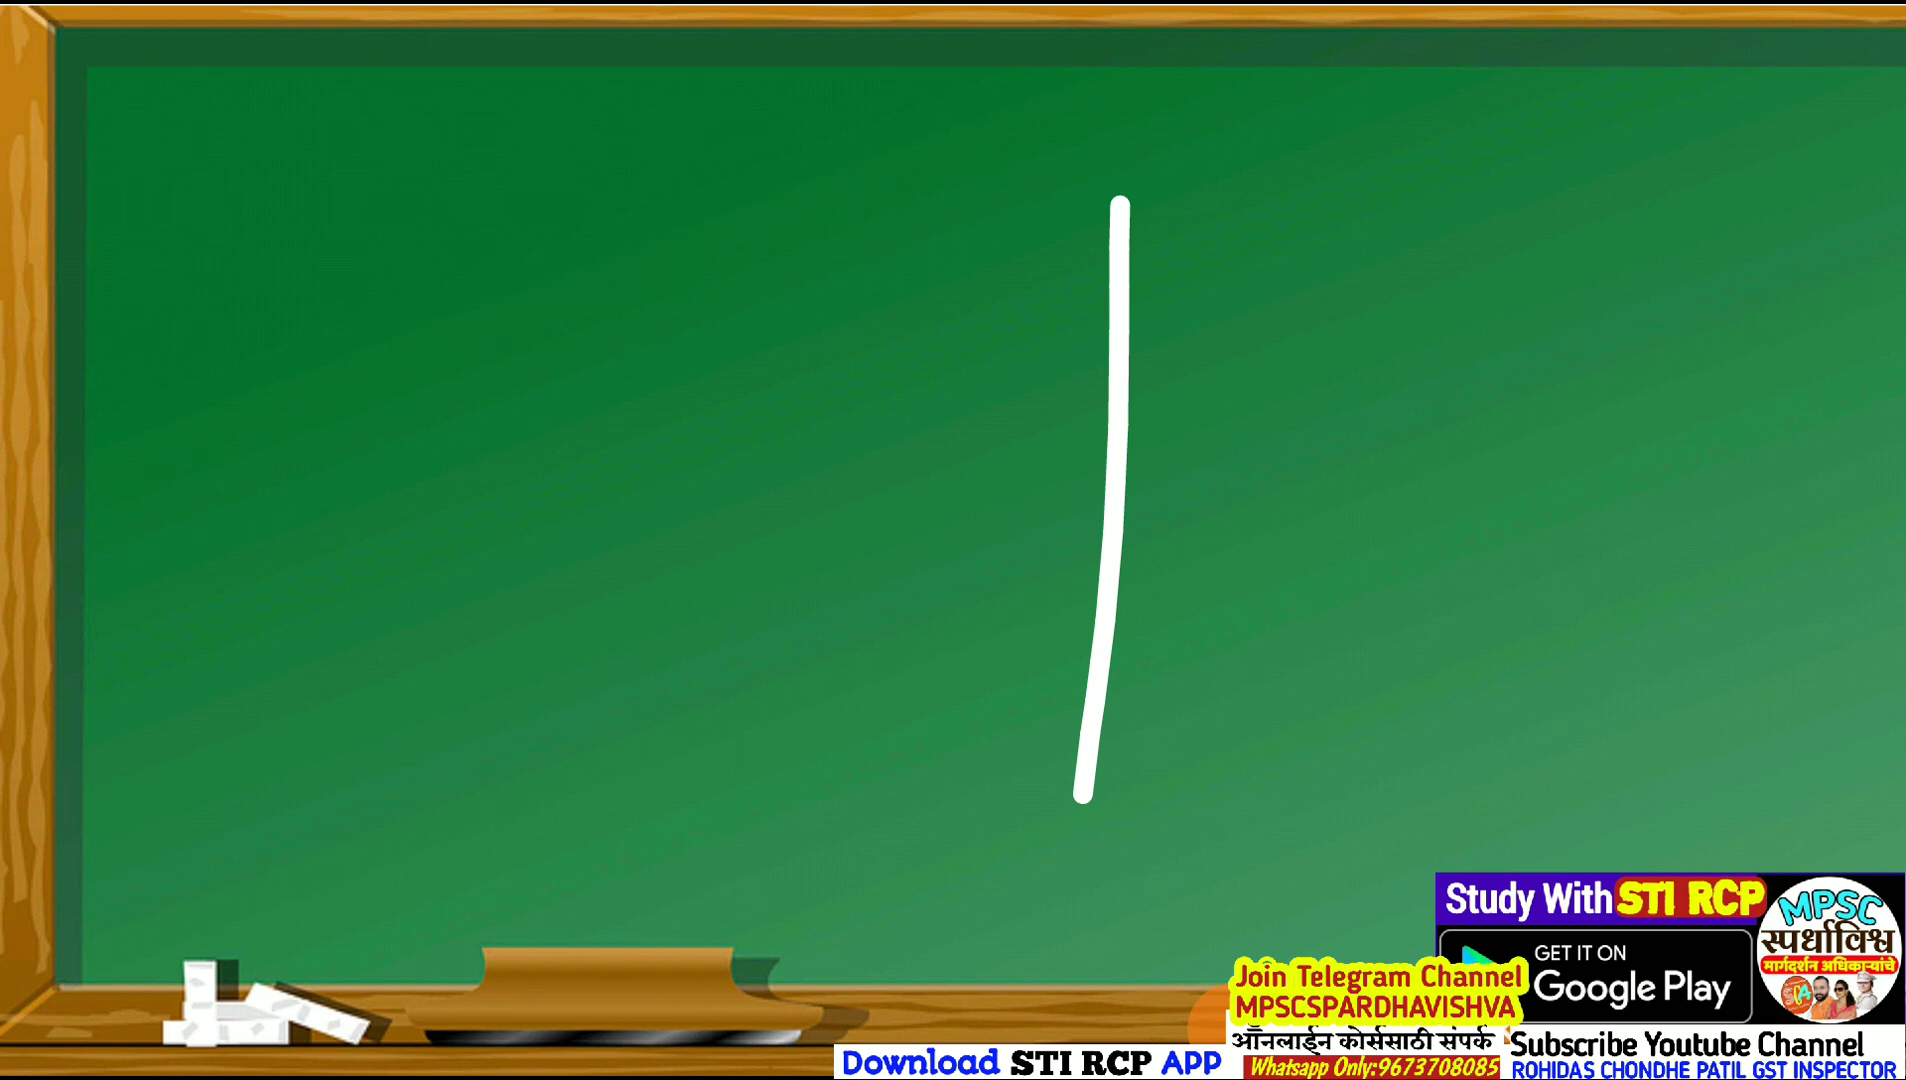 Study With STI RCP
MPSC
स्पर्धाविश्व
मार्गदर्शन अधिकाऱ्यांचे
GET IT ON
Google Play
Join Telegram Channel
MPSCSPARDHAVISHVA
ऑनलाईन कोर्ससाठी संपर्क
Whatsapp Only:9673708085
Subscribe Youtube Channel
ROHIDAS CHONDHE PATIL GST INSPECTOR
Download STI RCP APP